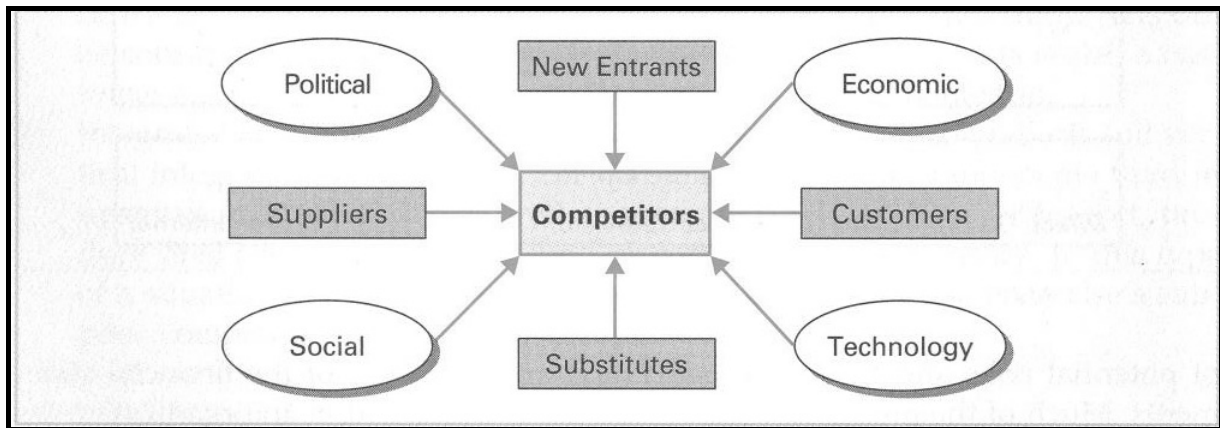 Political
New Entrants
Economic
Suppliers
Competitors
Customers
Social
Substitutes
Technology